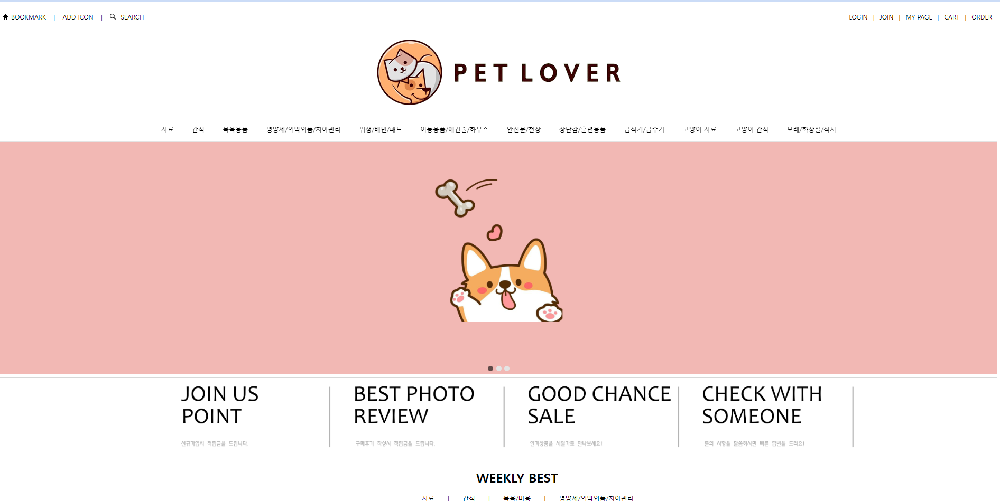 BOOKMARK | ADD ICON | SEARCH
LOGIN | JOIN | MY PAGE | CART | ORDER
PET LOVER
사료 간식 목욕용품 영양제/의약외품/치아관리 위생/배변/패드 이동용품/애견줄/하우스 안전문/철장 장난감/훈련용품 급식기/급수기 고양이 사료 고양이 간식 모래/화장실/식시
JOIN US
POINT
신규가입시 적립금을 드립니다.
BEST PHOTO
REVIEW
구매후기 작성시 적립금을 드립니다.
GOOD CHANCE
SALE
인기상품을 세일가로 만나보세요!
CHECK WITH
SOMEONE
문의 사항을 말씀하시면 빠른 답변을 드려요!
WEEKLY BEST
사료 | 간식 | 목욕/미용 | 영양제/의약외품/치아관리